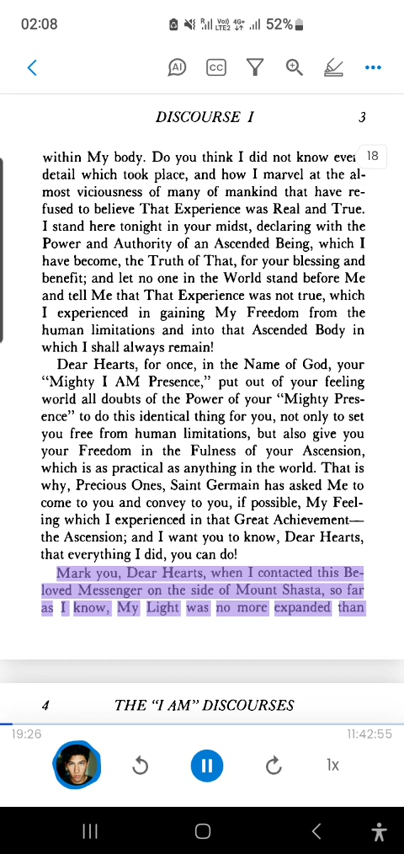 02:08
52%
AI
CC
DISCOURSE I 3
18
within My body. Do you think I did not know
detail which took place, and how I marvel at the al-
most viciousness of many of mankind that have re-
fused to believe That Experience was Real and True.
I stand here tonight in your midst, declaring with the
Power and Authority of an Ascended Being, which I
have become, the Truth of That, for your blessing and
benefit; and let no one in the World stand before Me
and tell Me that That Experience was not true, which
I experienced in gaining My Freedom from the
human limitations and into that Ascended Body in
which I shall always remain!
Dear Hearts, for once, in the Name of God, your
“Mighty I AM Presence,” put out of your feeling
world all doubts of the Power of your “Mighty Pres-
ence” to do this identical thing for you, not only to set
you free from human limitations, but also give you
your Freedom in the Fulness of your Ascension,
which is as practical as anything in the world. That is
why, Precious Ones, Saint Germain has asked Me to
come to you and convey to you, if possible, My Feel-
ing which I experienced in that Great Achievement—
the Ascension; and I want you to know, Dear Hearts,
that everything I did, you can do!
Mark you, Dear Hearts, when I contacted this Be-
loved Messenger on the side of Mount Shasta, so far
as I know, My Light was no more expanded than
4 THE “I AM” DISCOURSES
19:26 11:42:55
1x